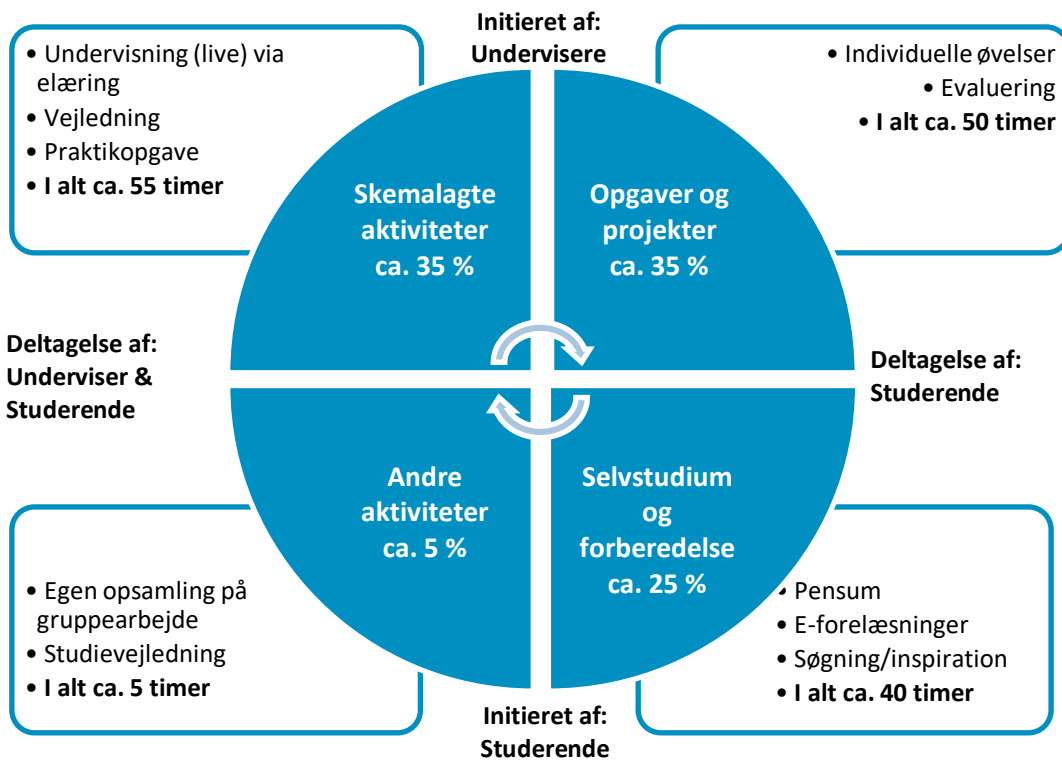 Initieret af:
Undervisere
• Undervisning (live) via
elæring
• Vejledning
• Praktikopgave
• I alt ca. 55 timer
• Individuelle øvelser
• Evaluering
• I alt ca. 50 timer
Skemalagte
aktiviteter
ca. 35 %
Opgaver og
projekter
ca. 35 %
Deltagelse af:
Underviser &
Studerende
Deltagelse af:
Studerende
Andre
aktiviteter
ca. 5 %
Selvstudium
og
forberedelse
ca. 25 %
• Egen opsamling på
gruppearbejde
• Studievejledning
• I alt ca. 5 timer
• Pensum
• E-forelæsninger
• Søgning/inspiration
• I alt ca. 40 timer
Initieret af:
Studerende